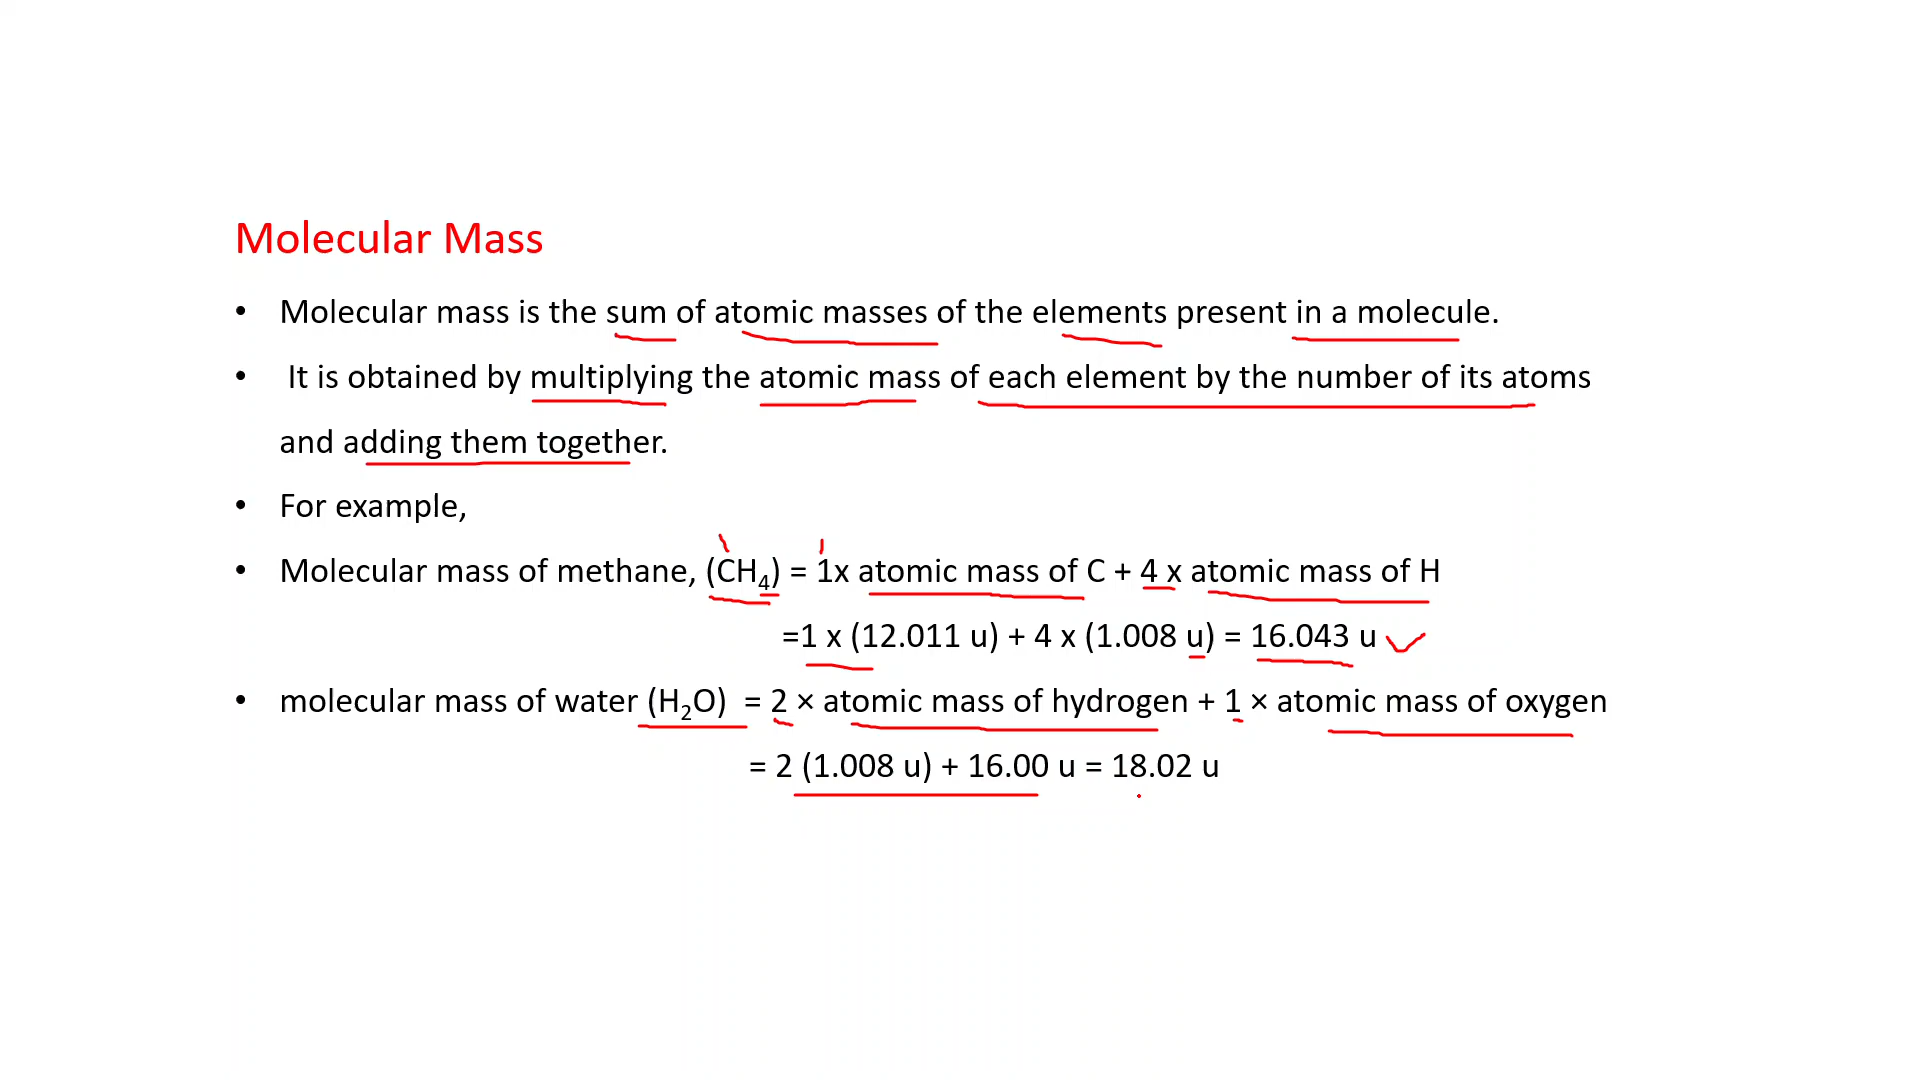 Molecular Mass
• Molecular mass is the sum of atomic masses of the elements present in a molecule.
• It is obtained by multiplying the atomic mass of each element by the number of its atoms
and adding them together.
• For example,
• Molecular mass of methane, (CH₄) = 1x atomic mass of C + 4 x atomic mass of H
=1 x (12.011 u) + 4 x (1.008 u) = 16.043 u
• molecular mass of water (H₂O) = 2 × atomic mass of hydrogen + 1 × atomic mass of oxygen
= 2 (1.008 u) + 16.00 u = 18.02 u